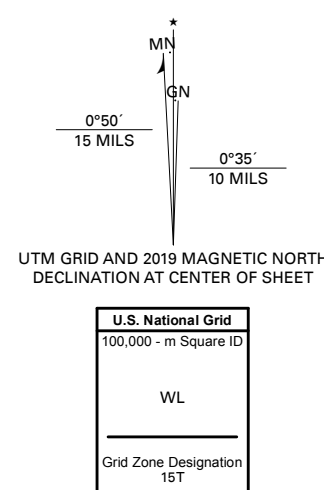 ★
MN
GN
0°50´
15 MILS
0°35´
10 MILS
UTM GRID AND 2019 MAGNETIC NORTH
DECLINATION AT CENTER OF SHEET
U.S. National Grid
100,000 - m Square ID
WL
Grid Zone Designation
15T